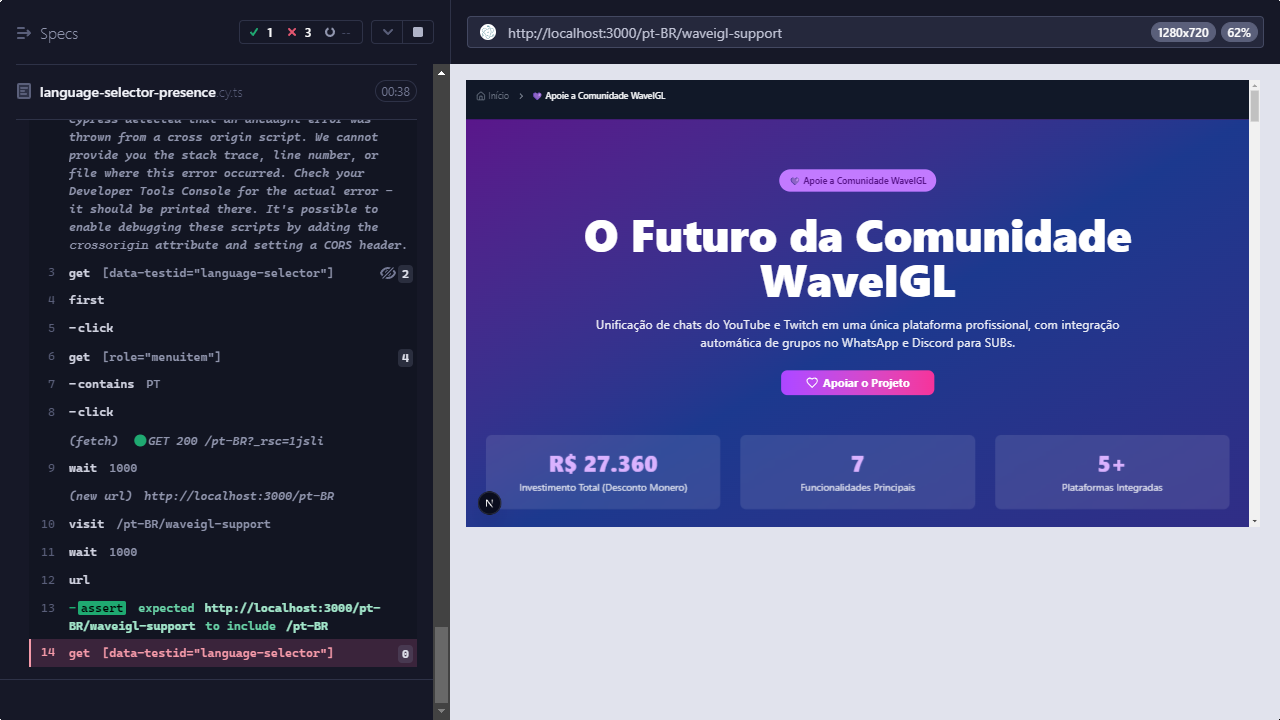 Specs
1
3
--
http://localhost:3000/pt-BR/waveigl-support
1280x720
62%
language-selector-presence.cy.ts
00:38
Cypress detected that an uncaught error was
thrown from a cross origin script. We cannot
provide you the stack trace, line number, or
file where this error occurred. Check your
Developer Tools Console for the actual error -
it should be printed there. It's possible to
enable debugging these scripts by adding the
crossorigin attribute and setting a CORS header.
3 get [data-testid="language-selector"] 2
4 first
5 -click
6 get [role="menuitem"] 4
7 -contains PT
8 -click
(fetch) GET 200 /pt-BR?_rsc=1jsli
9 wait 1000
(new url) http://localhost:3000/pt-BR
10 visit /pt-BR/waveigl-support
11 wait 1000
12 url
13 -assert expected http://localhost:3000/pt-
BR/waveigl-support to include /pt-BR
14 get [data-testid="language-selector"] 0
Início > Apoie a Comunidade WaveIGL
Apoie a Comunidade WaveIGL
O Futuro da Comunidade
WaveIGL
Unificação de chats do YouTube e Twitch em uma única plataforma profissional, com integração
automática de grupos no WhatsApp e Discord para SUBs.
Apoiar o Projeto
R$ 27.360
Investimento Total (Desconto Monero)
7
Funcionalidades Principais
5+
Plataformas Integradas
N